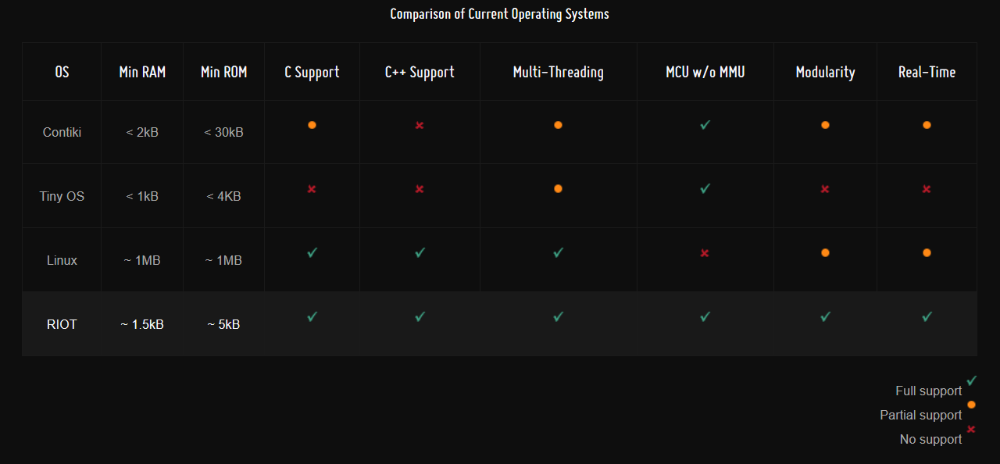 Comparison of Current Operating Systems
OS Min RAM Min ROM C Support C++ Support Multi-Threading MCU w/o MMU Modularity Real-Time
Contiki < 2kB < 30kB ● ✘ ● ✓ ● ●
Tiny OS < 1kB < 4KB ✘ ✘ ● ✓ ✘ ✘
Linux ~ 1MB ~ 1MB ✓ ✓ ✓ ✘ ● ●
RIOT ~ 1.5kB ~ 5kB ✓ ✓ ✓ ✓ ✓ ✓
Full support ✓
Partial support ●
No support ✘